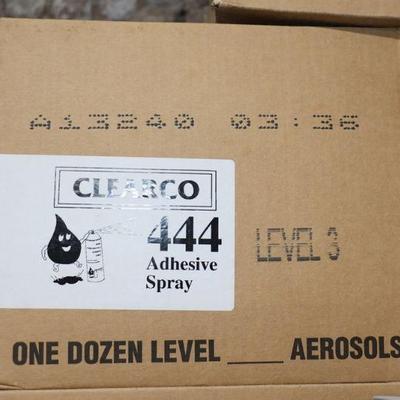 A13240 03:36
CLEARCO
444
Adhesive
Spray
LEVEL 3
ONE DOZEN LEVEL ____ AEROSOLS